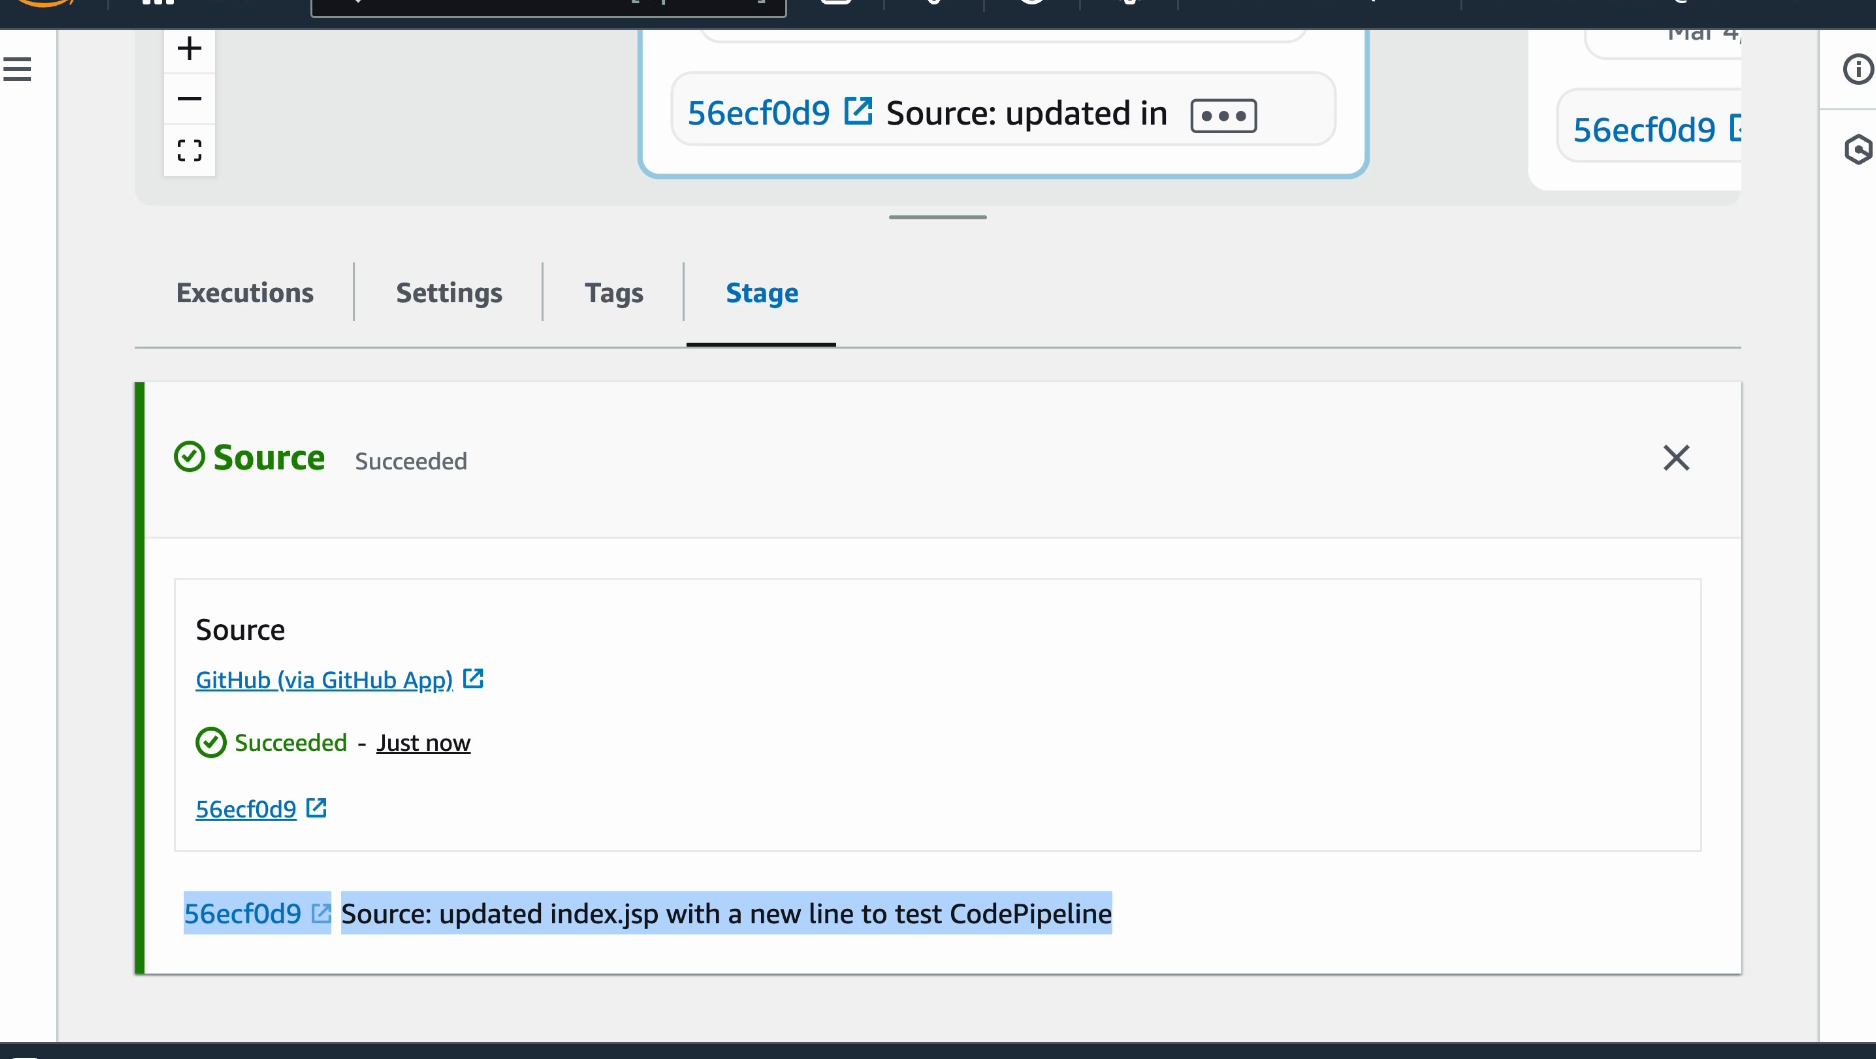 Mar 4,
56ecf0d9 Source: updated in
56ecf0d9
Executions Settings Tags Stage
Source Succeeded
Source
GitHub (via GitHub App)
Succeeded - Just now
56ecf0d9
56ecf0d9 Source: updated index.jsp with a new line to test CodePipeline